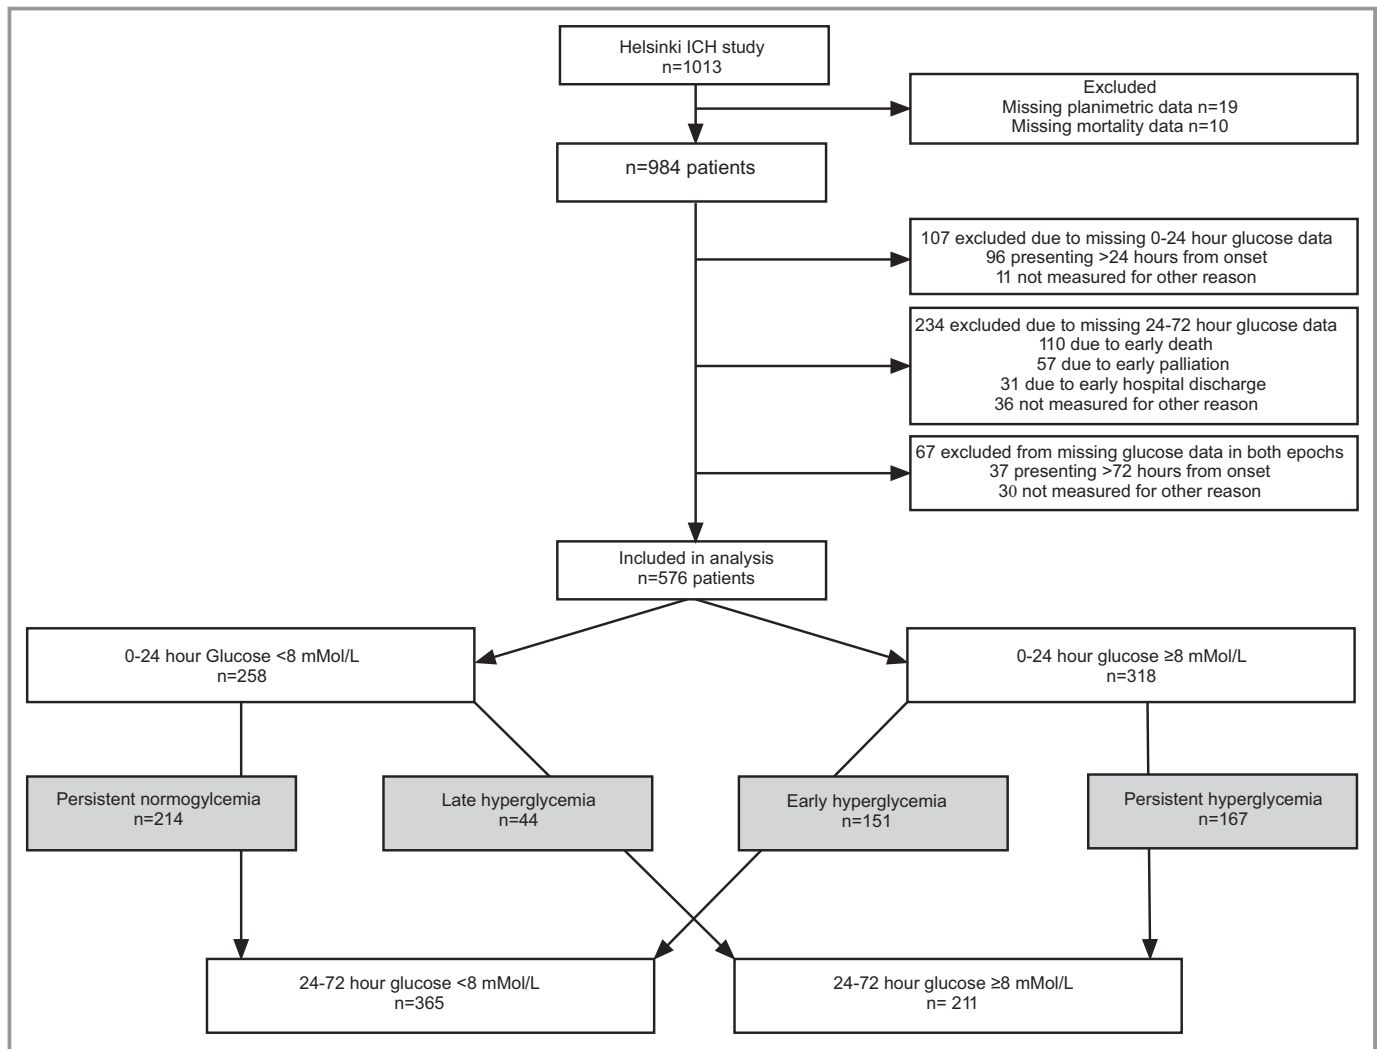 Helsinki ICH study
n=1013
Excluded
Missing planimetric data n=19
Missing mortality data n=10
n=984 patients
107 excluded due to missing 0-24 hour glucose data
96 presenting >24 hours from onset
11 not measured for other reason
234 excluded due to missing 24-72 hour glucose data
110 due to early death
57 due to early palliation
31 due to early hospital discharge
36 not measured for other reason
67 excluded from missing glucose data in both epochs
37 presenting >72 hours from onset
30 not measured for other reason
Included in analysis
n=576 patients
0-24 hour Glucose <8 mMol/L
n=258
0-24 hour glucose ≥8 mMol/L
n=318
Persistent normogylcemia
n=214
Late hyperglycemia
n=44
Early hyperglycemia
n=151
Persistent hyperglycemia
n=167
24-72 hour glucose <8 mMol/L
n=365
24-72 hour glucose ≥8 mMol/L
n= 211